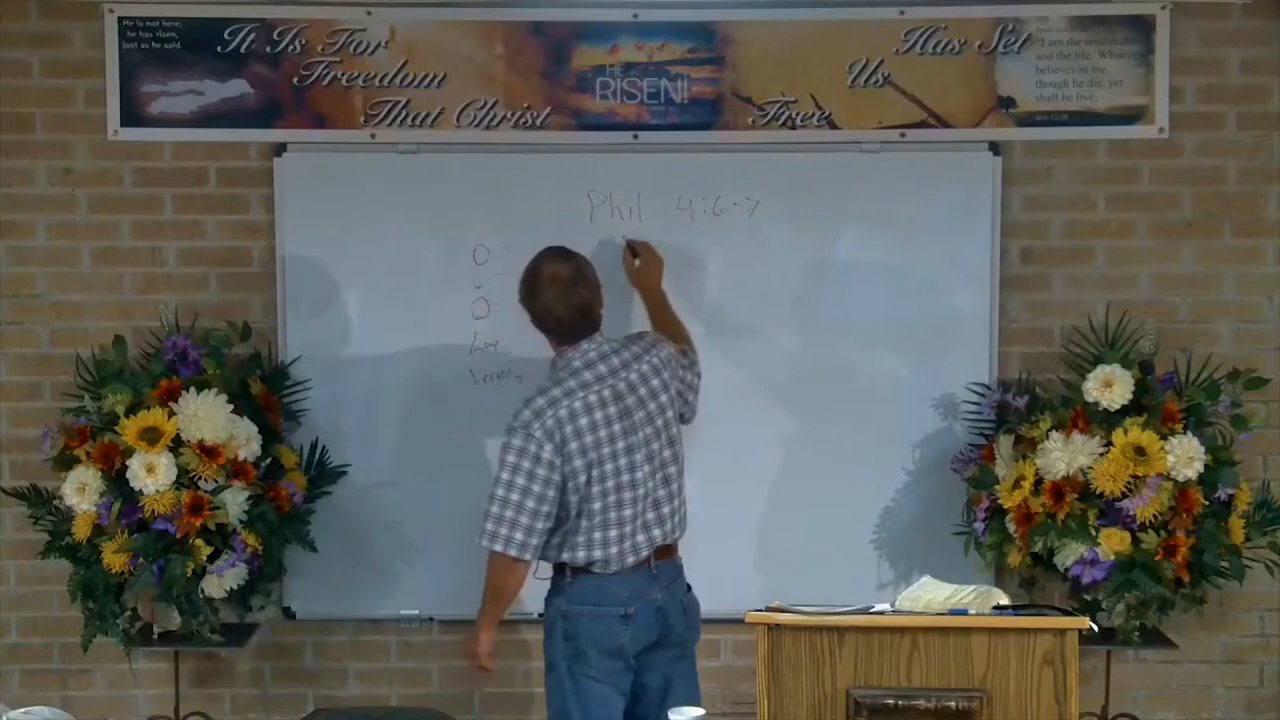 He is not here;
he has risen,
just as he said.
It Is For
Freedom
That Christ
HE
RISEN!
Has Set
Us
Free
"I am the
and the life. Whoever
believes in me,
though he die, yet
shall he live.
Phil 4:6-7
O
O